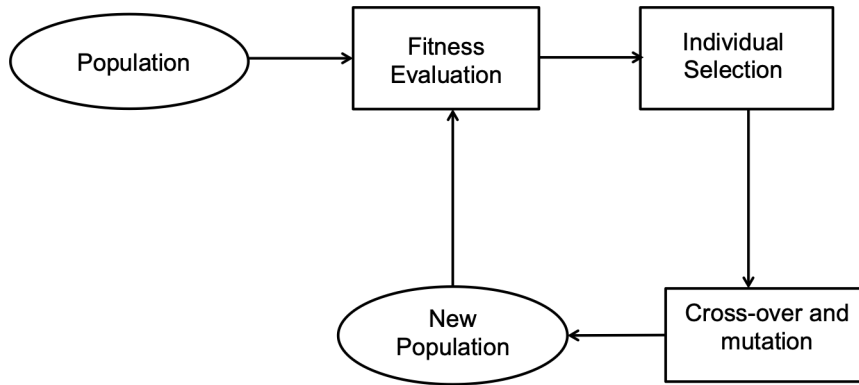 Population
Fitness
Evaluation
Individual
Selection
New
Population
Cross-over and
mutation